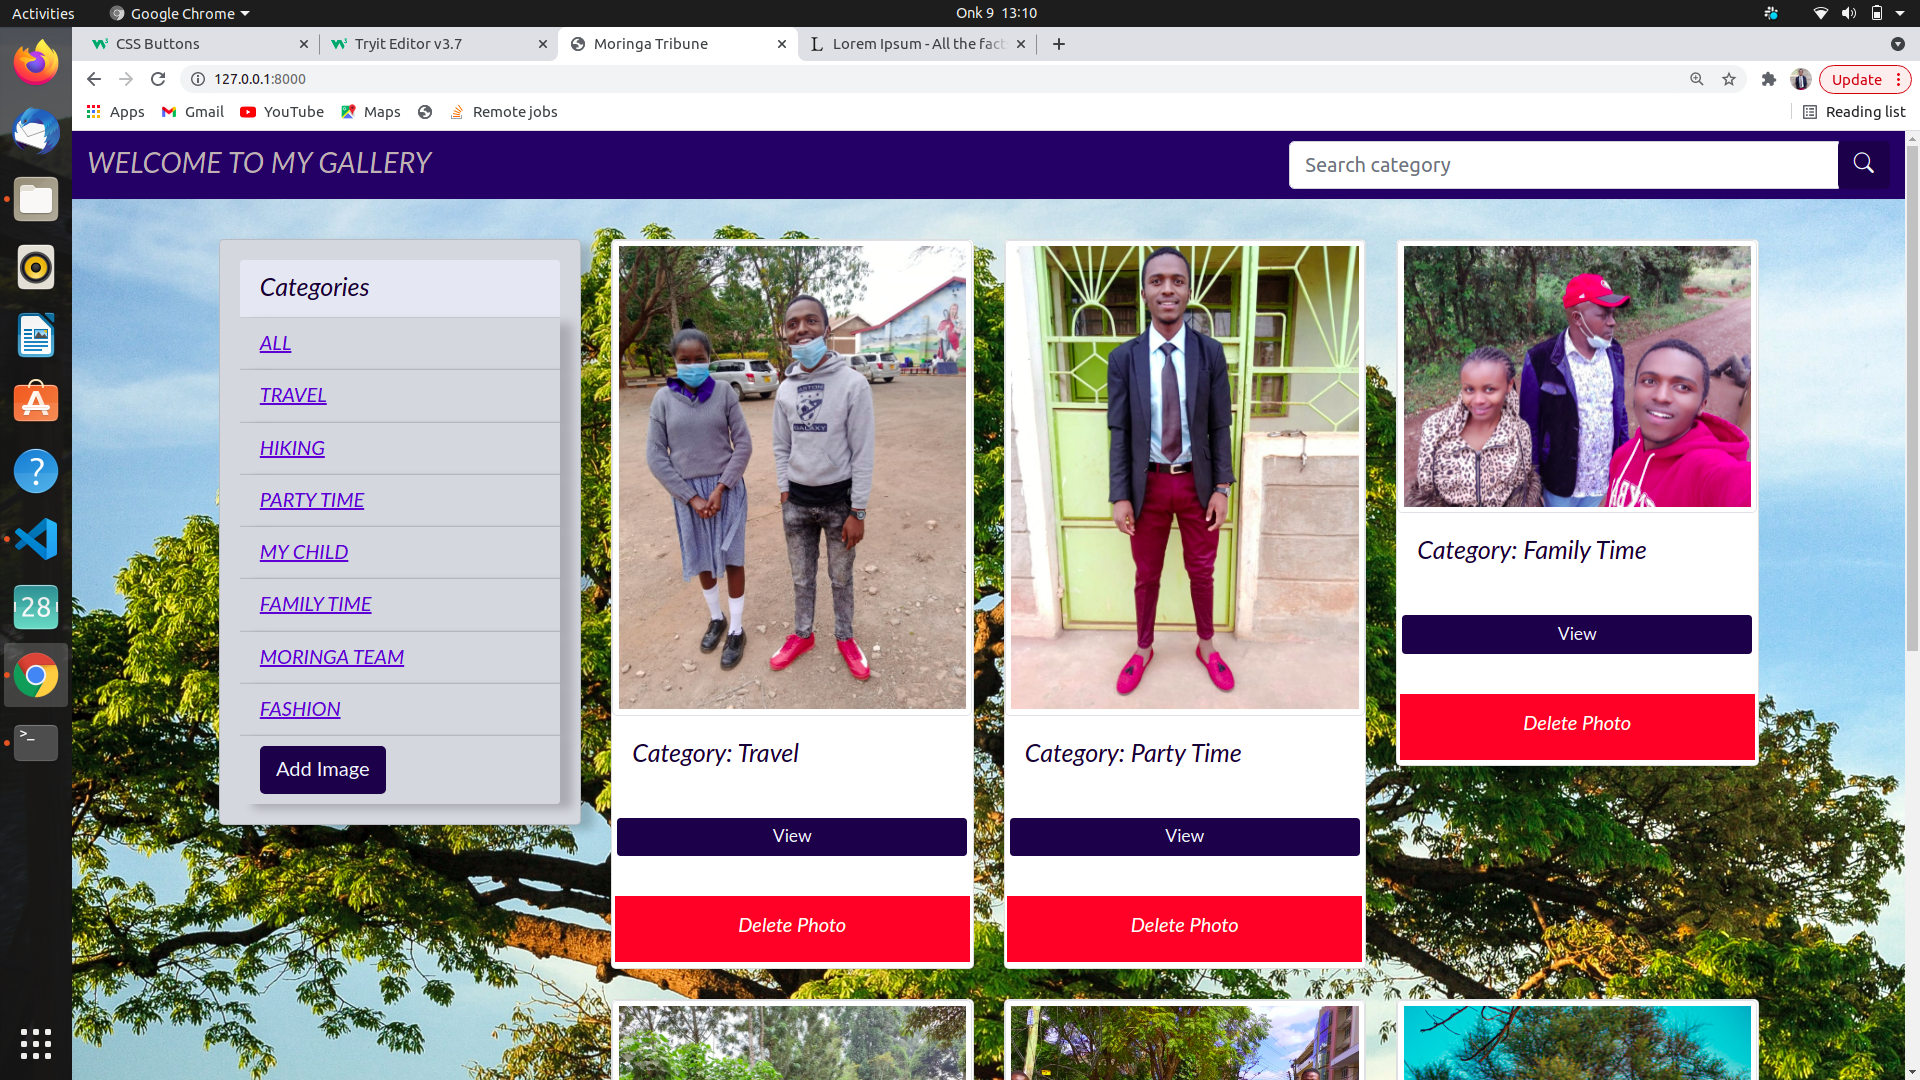 Activities
Google Chrome
Onk 9 13:10
CSS Buttons
Tryit Editor v3.7
Moringa Tribune
Lorem Ipsum - All the fac
127.0.0.1:8000
Update
Apps
Gmail
YouTube
Maps
Remote jobs
Reading list
WELCOME TO MY GALLERY
Search category
28
Categories
ALL
TRAVEL
HIKING
PARTY TIME
MY CHILD
FAMILY TIME
MORINGA TEAM
FASHION
Add Image
ANTON
GALAXY
Category: Travel
View
Delete Photo
Category: Party Time
View
Delete Photo
Category: Family Time
View
Delete Photo